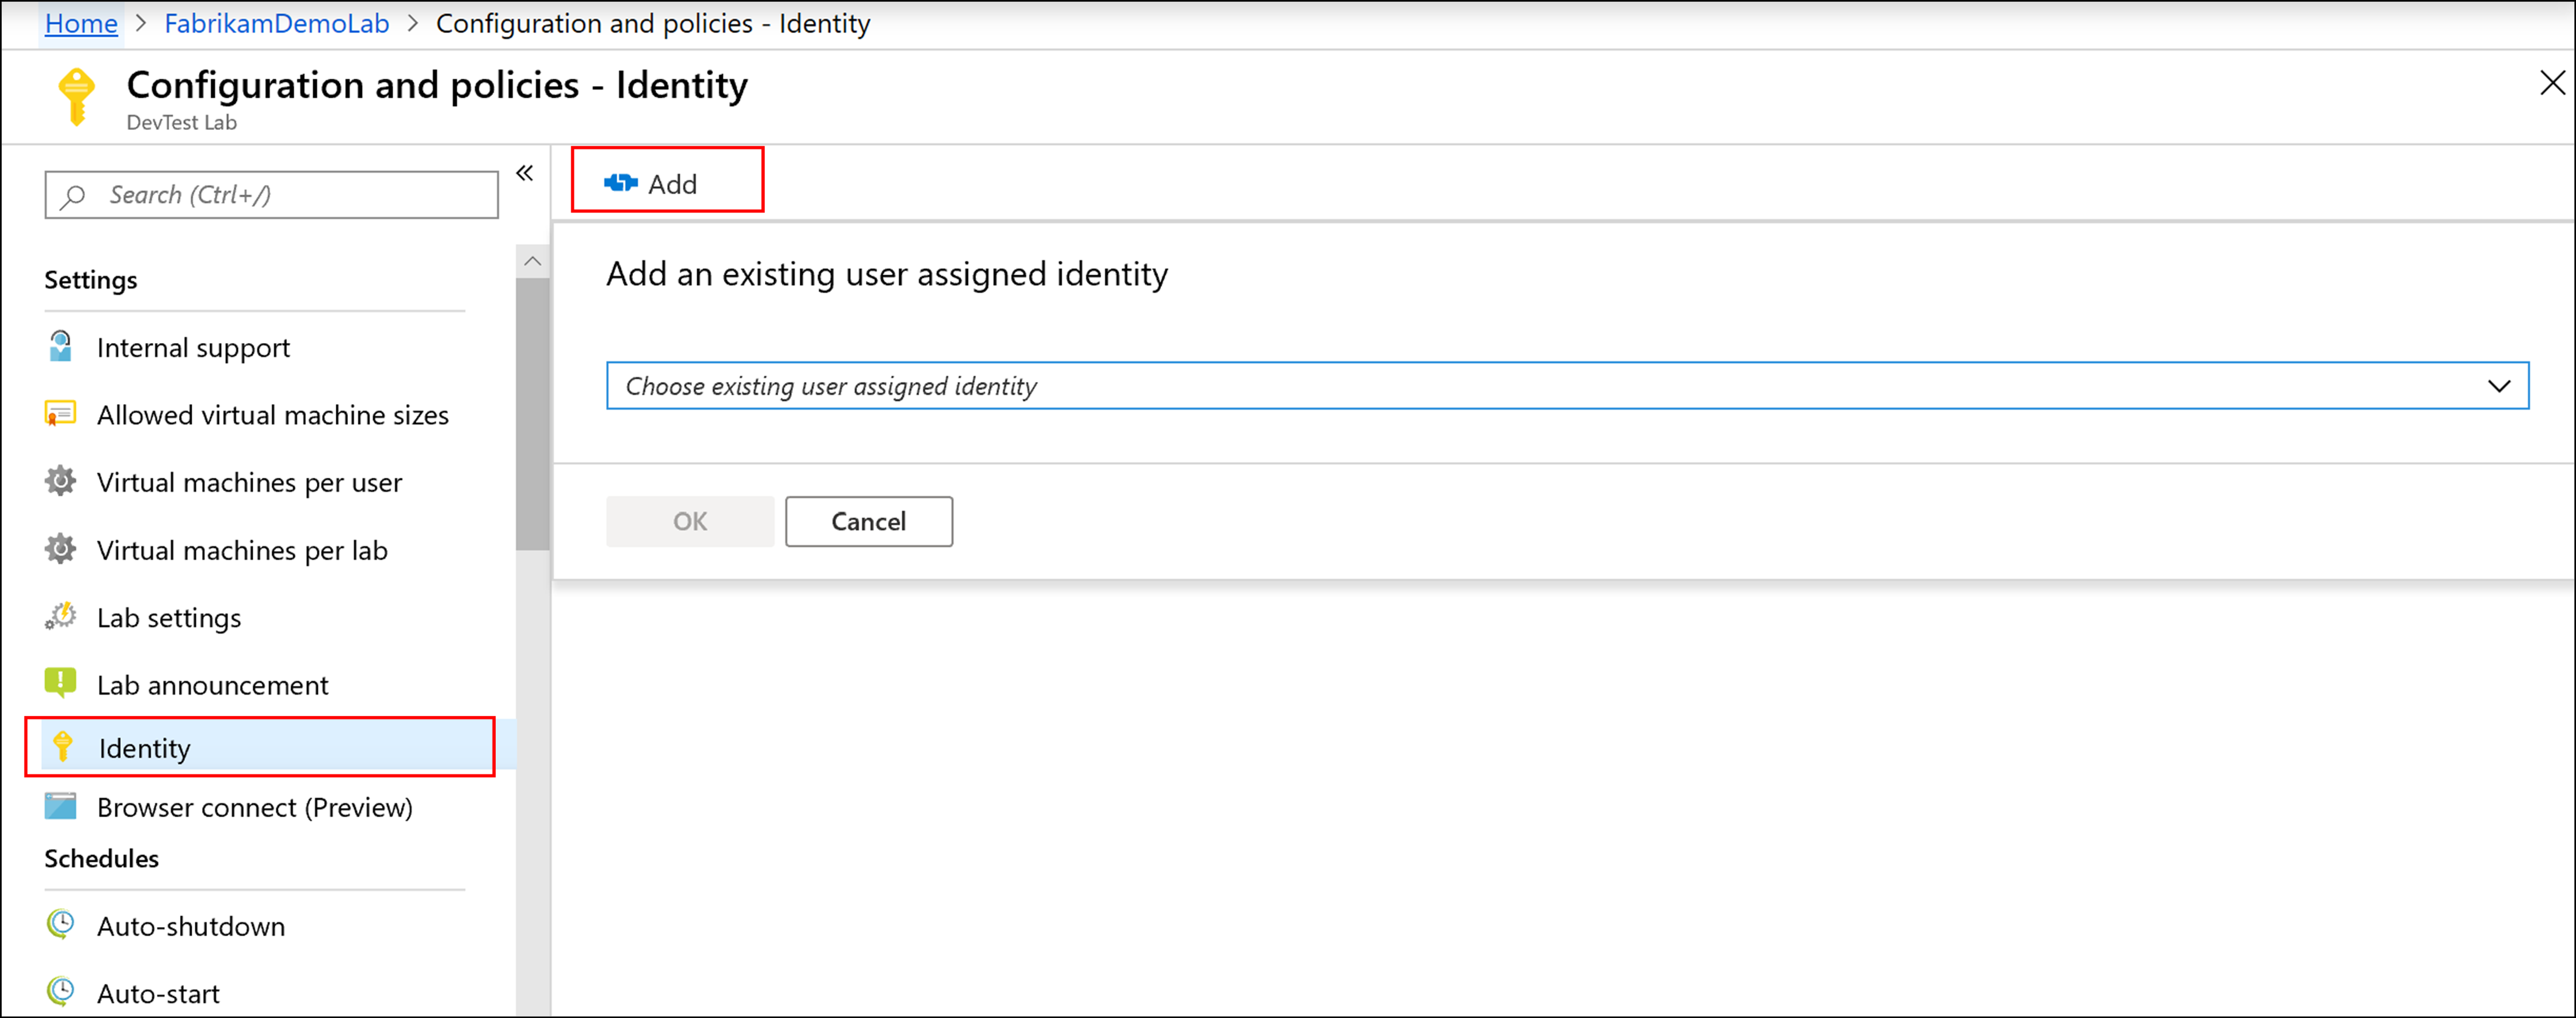 Home > FabrikamDemoLab > Configuration and policies - Identity
Configuration and policies - Identity
DevTest Lab
Search (Ctrl+/)
Settings
Internal support
Allowed virtual machine sizes
Virtual machines per user
Virtual machines per lab
Lab settings
Lab announcement
Identity
Browser connect (Preview)
Schedules
Auto-shutdown
Auto-start
Add
Add an existing user assigned identity
Choose existing user assigned identity
OK Cancel